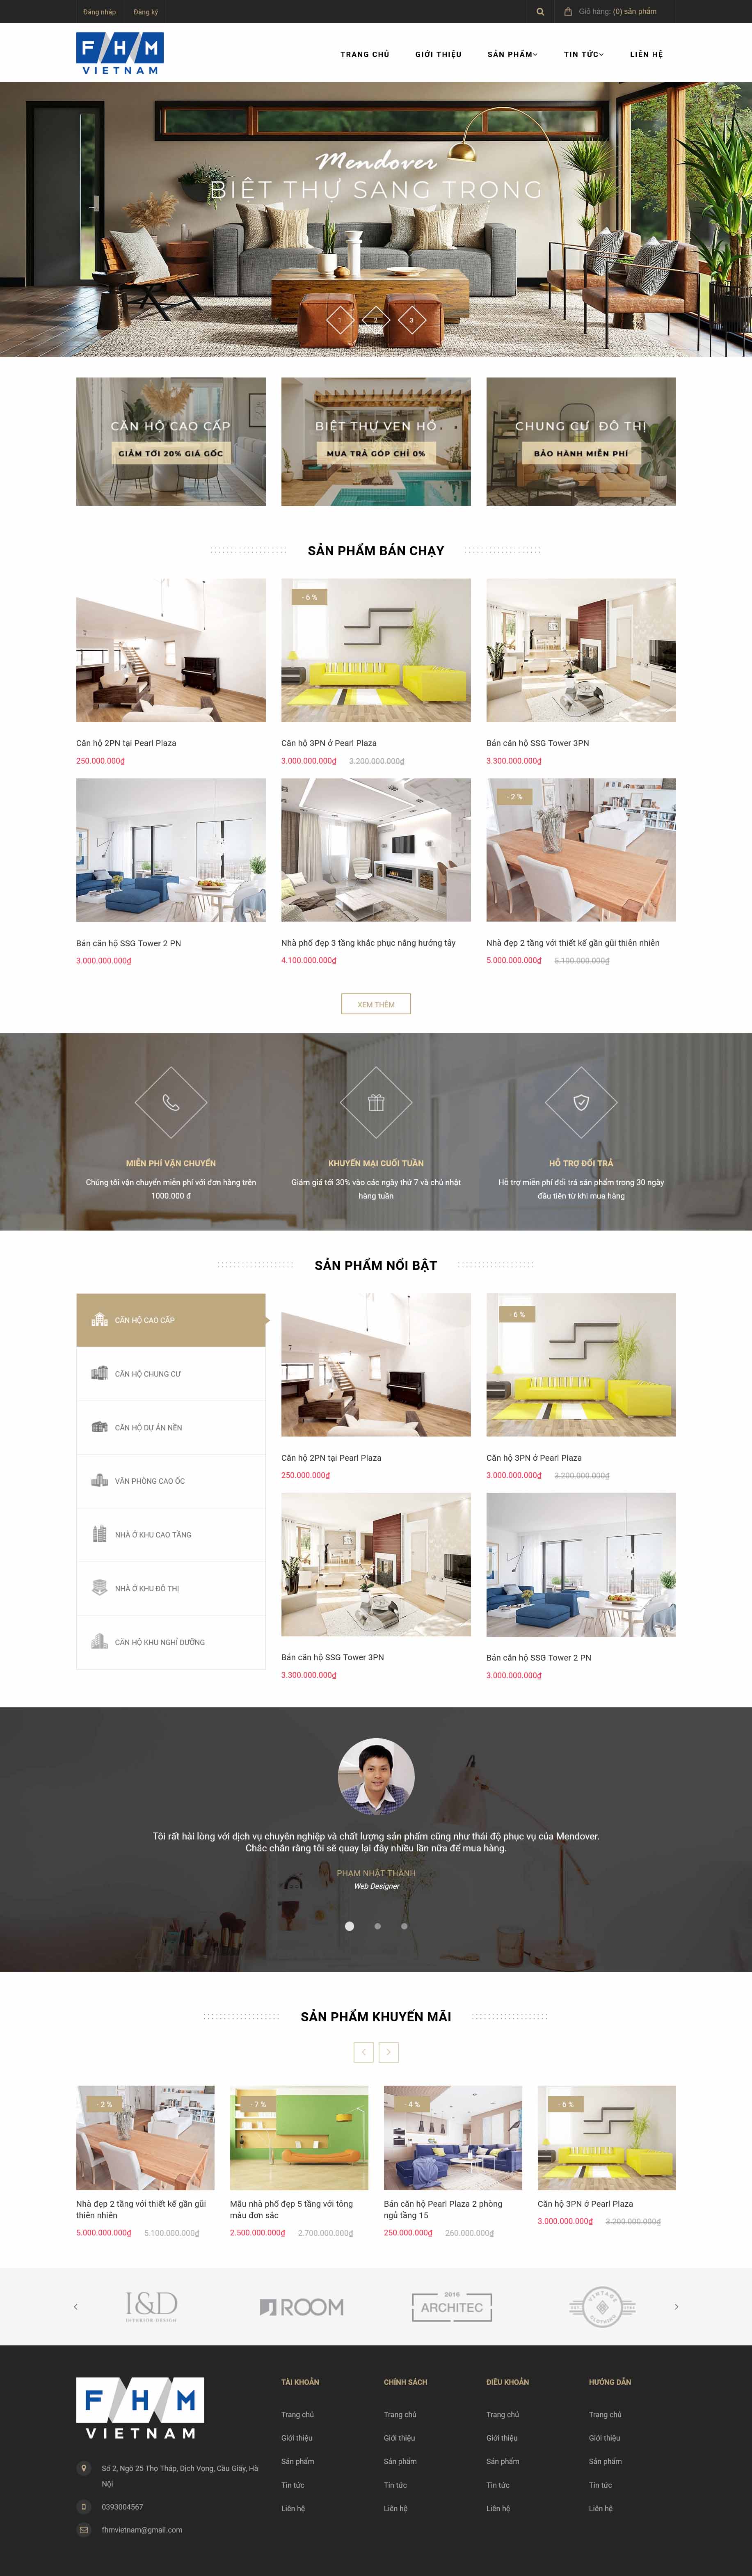 Đăng nhập
Đăng ký
Giỏ hàng: (0) sản phẩm
FHM
VIETNAM
TRANG CHỦ
GIỚI THIỆU
SẢN PHẨM
TIN TỨC
LIÊN HỆ
Mendover
BIỆT THỰ SANG TRỌNG
1
2
3
CĂN HỘ CAO CẤP
GIẢM TỚI 20% GIÁ GỐC
BIỆT THỰ VEN HỒ
MUA TRẢ GÓP CHỈ 0%
CHUNG CƯ ĐÔ THỊ
BẢO HÀNH MIỄN PHÍ
SẢN PHẨM BÁN CHẠY
- 6 %
Căn hộ 2PN tại Pearl Plaza
250.000.000₫
Căn hộ 3PN ở Pearl Plaza
3.000.000.000₫ 3.200.000.000₫
Bán căn hộ SSG Tower 3PN
3.300.000.000₫
- 2 %
Bán căn hộ SSG Tower 2 PN
3.000.000.000₫
Nhà phố đẹp 3 tầng khắc phục nắng hướng tây
4.100.000.000₫
Nhà đẹp 2 tầng với thiết kế gần gũi thiên nhiên
5.000.000.000₫ 5.100.000.000₫
XEM THÊM
MIỄN PHÍ VẬN CHUYỂN
Chúng tôi vận chuyển miễn phí với đơn hàng trên
1000.000 đ
KHUYẾN MẠI CUỐI TUẦN
Giảm giá tới 30% vào các ngày thứ 7 và chủ nhật
hàng tuần
HỖ TRỢ ĐỔI TRẢ
Hỗ trợ miễn phí đổi trả sản phẩm trong 30 ngày
đầu tiên từ khi mua hàng
SẢN PHẨM NỔI BẬT
CĂN HỘ CAO CẤP
CĂN HỘ CHUNG CƯ
CĂN HỘ DỰ ÁN NỀN
VĂN PHÒNG CAO ỐC
NHÀ Ở KHU CAO TẦNG
NHÀ Ở KHU ĐÔ THỊ
CĂN HỘ KHU NGHỈ DƯỠNG
- 6 %
Căn hộ 2PN tại Pearl Plaza
250.000.000₫
Căn hộ 3PN ở Pearl Plaza
3.000.000.000₫ 3.200.000.000₫
Bán căn hộ SSG Tower 3PN
3.300.000.000₫
Bán căn hộ SSG Tower 2 PN
3.000.000.000₫
Tôi rất hài lòng với dịch vụ chuyên nghiệp và chất lượng sản phẩm cũng như thái độ phục vụ của Mendover.
Chắc chắn rằng tôi sẽ quay lại đây nhiều lần nữa để mua hàng.
PHẠM NHẬT THÀNH
Web Designer
SẢN PHẨM KHUYẾN MÃI
- 2 %
Nhà đẹp 2 tầng với thiết kế gần gũi
thiên nhiên
5.000.000.000₫ 5.100.000.000₫
- 7 %
Mẫu nhà phố đẹp 5 tầng với tông
màu đơn sắc
2.500.000.000₫ 2.700.000.000₫
- 4 %
Bán căn hộ Pearl Plaza 2 phòng
ngủ tầng 15
250.000.000₫ 260.000.000₫
- 6 %
Căn hộ 3PN ở Pearl Plaza
3.000.000.000₫ 3.200.000.000₫
I&D
INTERIOR DESIGN
ROOM
2016
ARCHITEC
VINTAGE
CLOTHING
FHM
VIETNAM
Số 2, Ngõ 25 Thọ Tháp, Dịch Vọng, Cầu Giấy, Hà
Nội
0393004567
fhmvietnam@gmail.com
TÀI KHOẢN
Trang chủ
Giới thiệu
Sản phẩm
Tin tức
Liên hệ
CHÍNH SÁCH
Trang chủ
Giới thiệu
Sản phẩm
Tin tức
Liên hệ
ĐIỀU KHOẢN
Trang chủ
Giới thiệu
Sản phẩm
Tin tức
Liên hệ
HƯỚNG DẪN
Trang chủ
Giới thiệu
Sản phẩm
Tin tức
Liên hệ